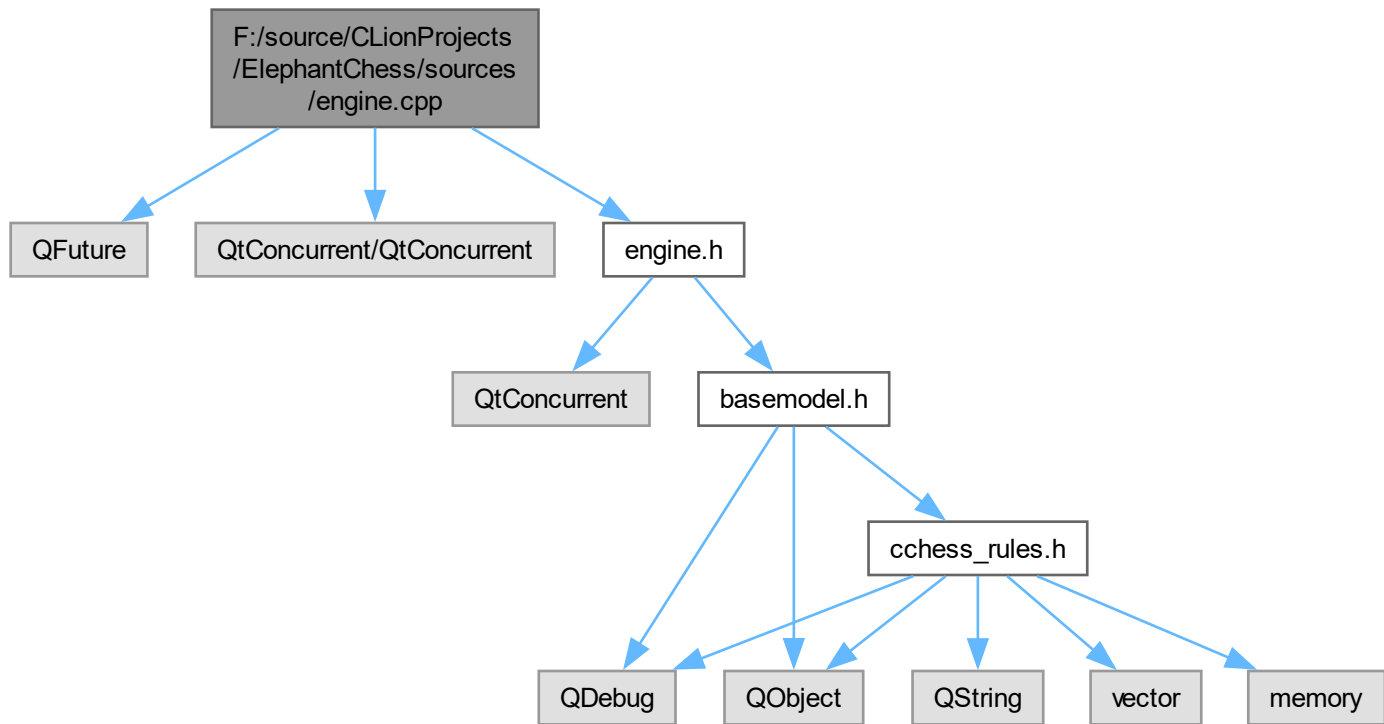 F:/source/CLionProjects
/ElephantChess/sources
/engine.cpp
QFuture
QtConcurrent/QtConcurrent
engine.h
QtConcurrent
basemodel.h
cchess_rules.h
QDebug
QObject
QString
vector
memory